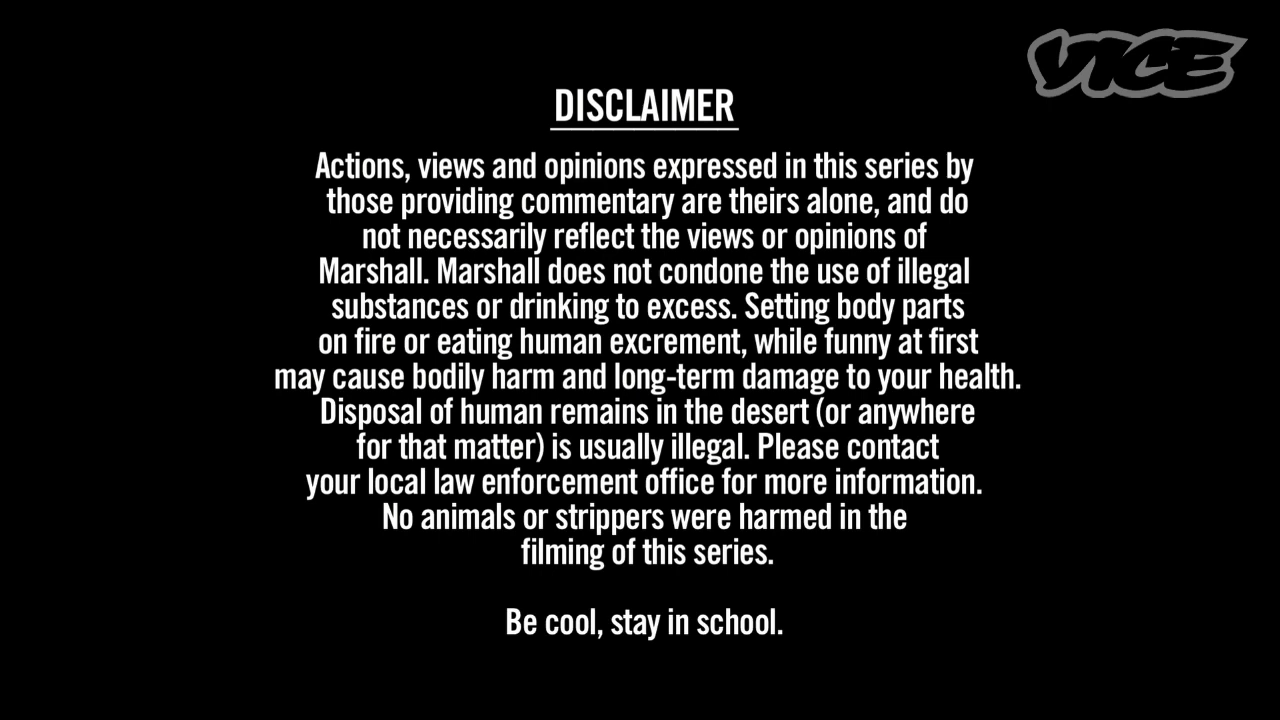 VICE
DISCLAIMER
Actions, views and opinions expressed in this series by
those providing commentary are theirs alone, and do
not necessarily reflect the views or opinions of
Marshall. Marshall does not condone the use of illegal
substances or drinking to excess. Setting body parts
on fire or eating human excrement, while funny at first
may cause bodily harm and long-term damage to your health.
Disposal of human remains in the desert (or anywhere
for that matter) is usually illegal. Please contact
your local law enforcement office for more information.
No animals or strippers were harmed in the
filming of this series.
Be cool, stay in school.